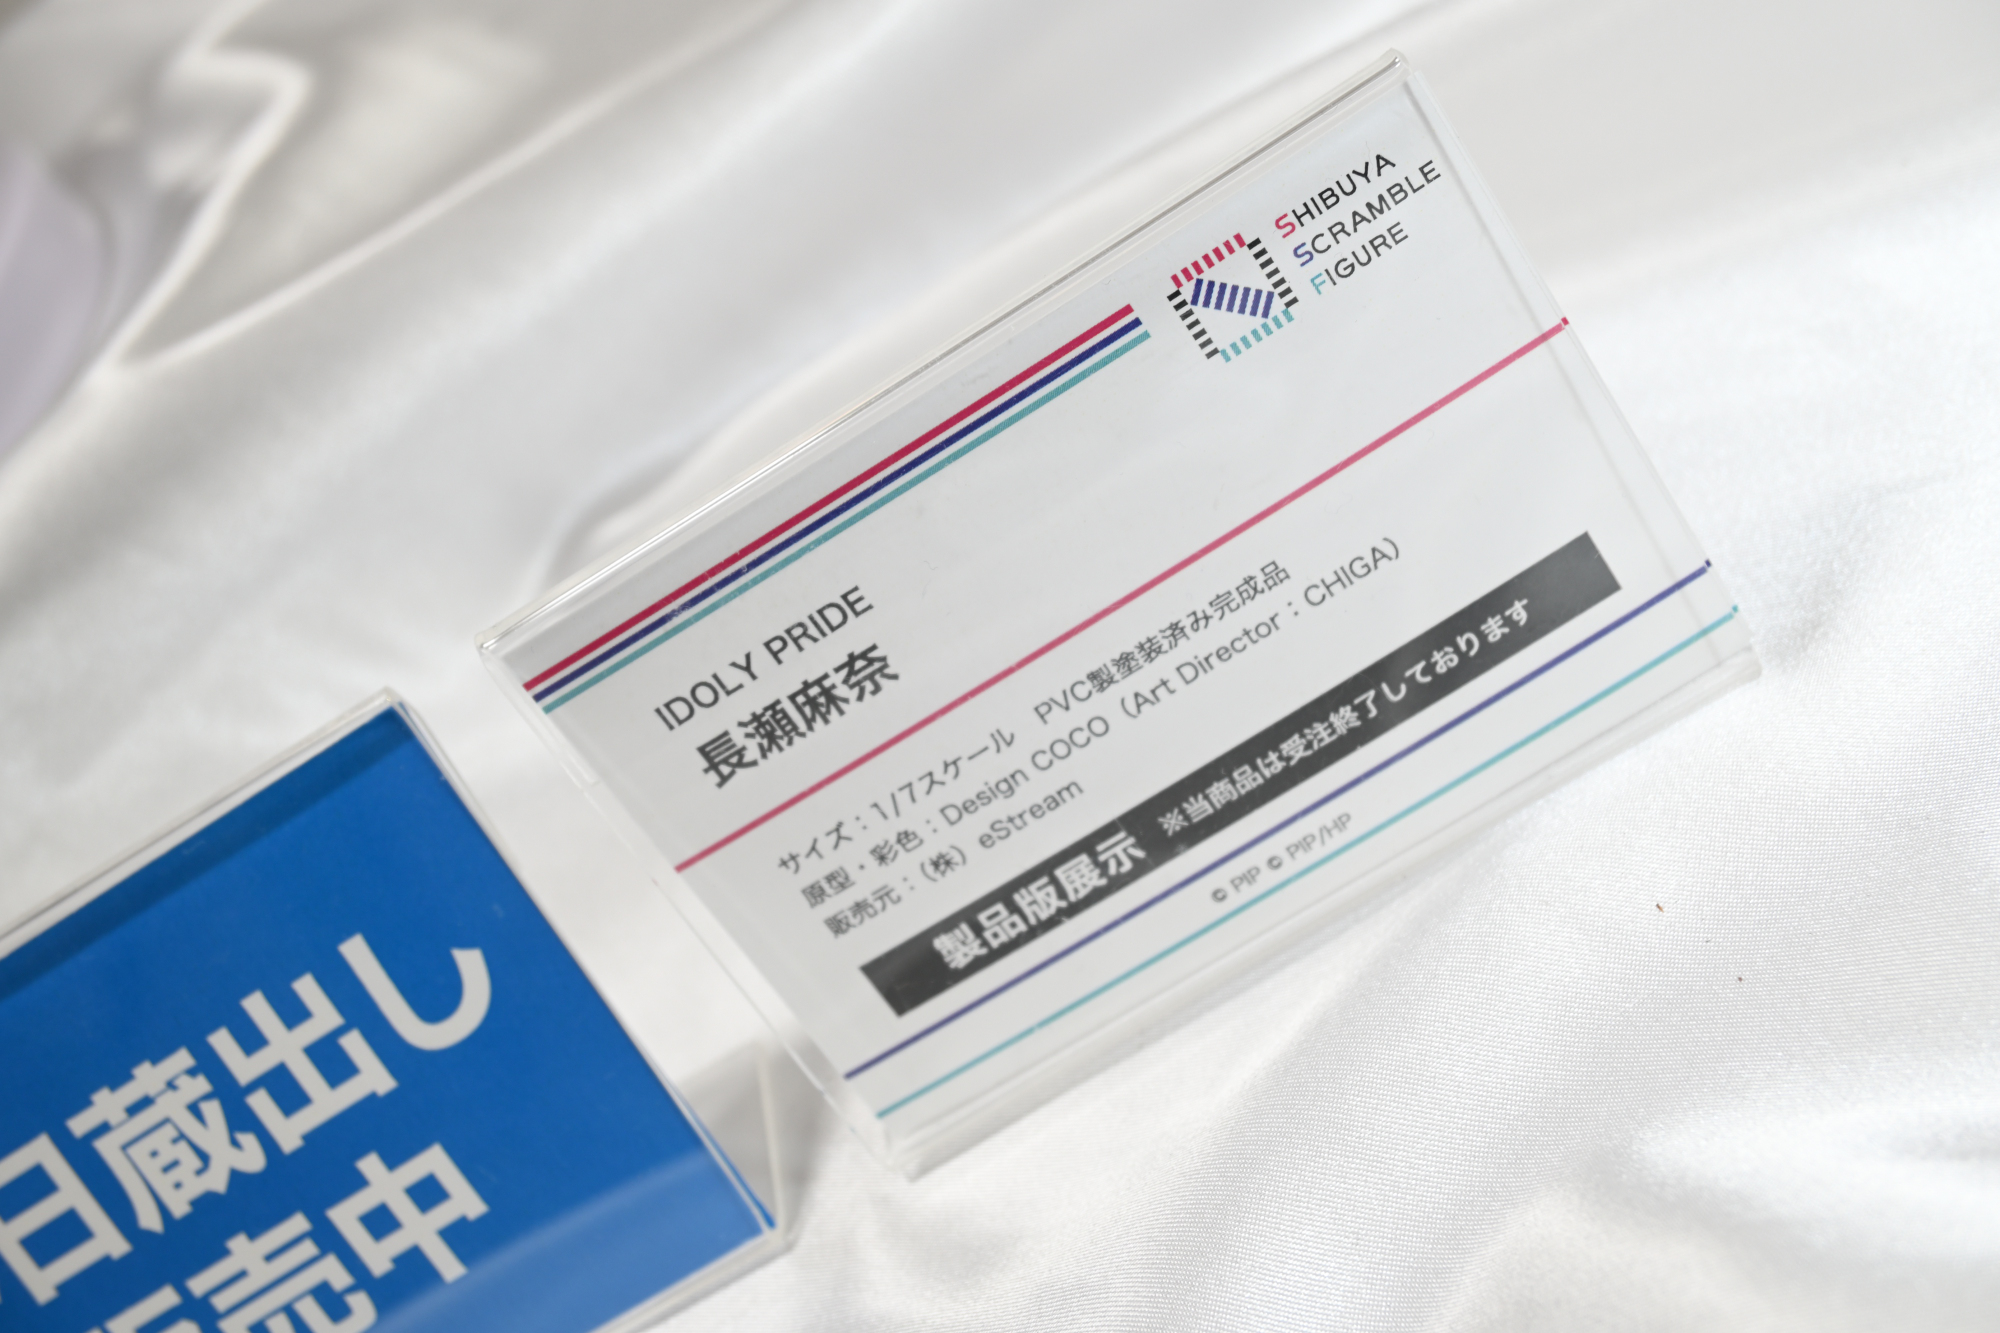 SHIBUYA
SCRAMBLE
FIGURE
IDOLY PRIDE
長瀬麻奈
サイズ：1/7スケール　PVC製塗装済み完成品
原型・彩色：Design COCO（Art Director：CHIGA）
販売元：（株）eStream
製品版展示　※当商品は受注終了しております
© PIP © PIP/HP
日蔵出し
売中